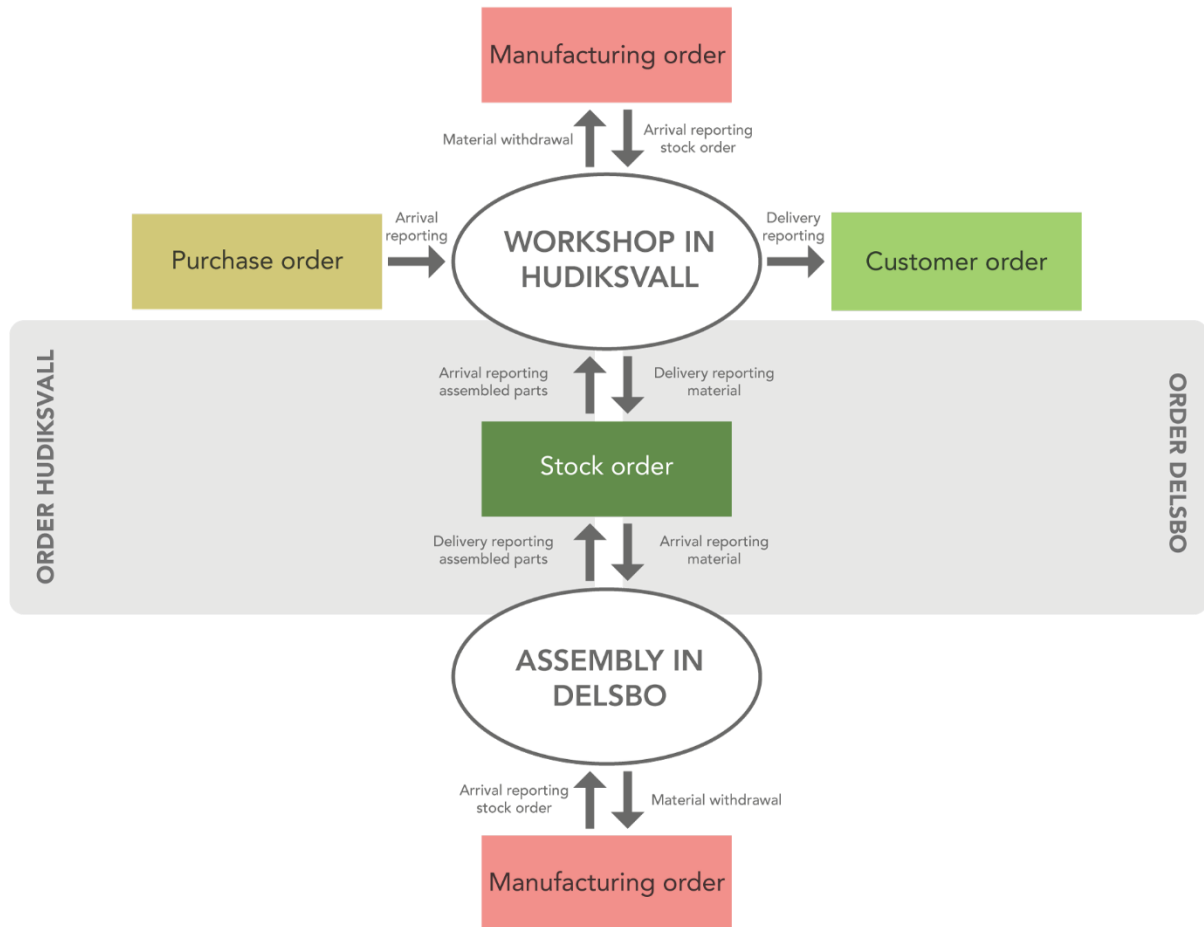 Manufacturing order
Material withdrawal
Arrival reporting
stock order
Purchase order
Arrival
reporting
WORKSHOP IN
HUDIKSVALL
Delivery
reporting
Customer order
ORDER HUDIKSVALL
Arrival reporting
assembled parts
Delivery reporting
material
ORDER DELSBO
Stock order
Delivery reporting
assembled parts
Arrival reporting
material
ASSEMBLY IN
DELSBO
Arrival reporting
stock order
Material withdrawal
Manufacturing order